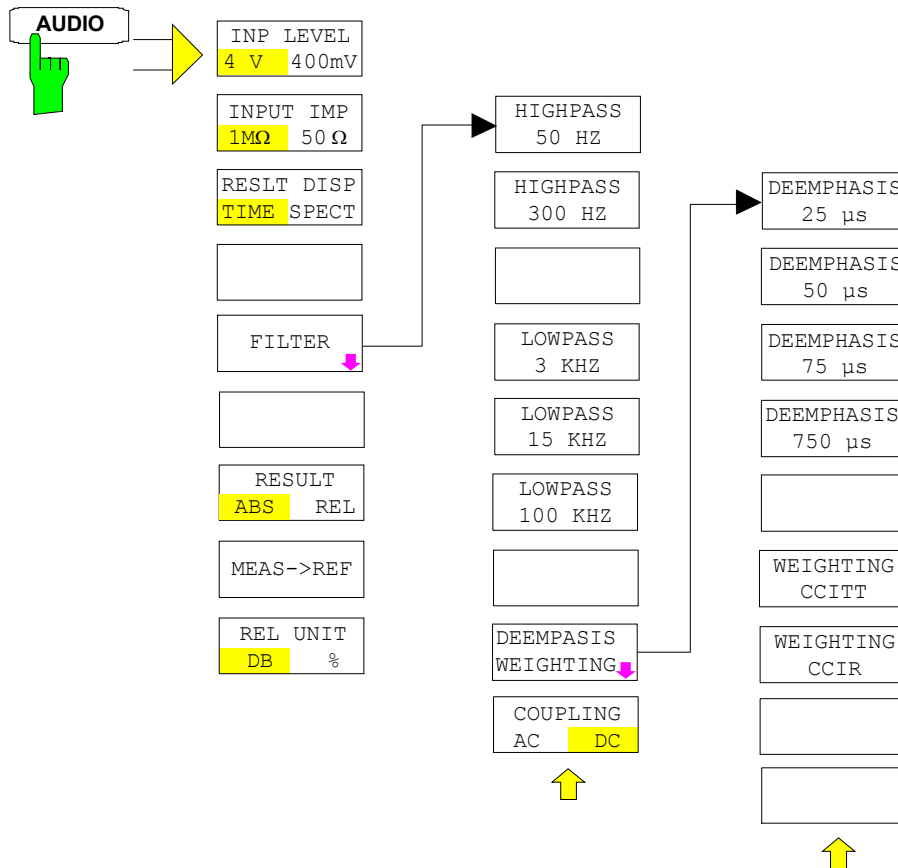 AUDIO
INP LEVEL
4 V 400mV
INPUT IMP
1MΩ 50 Ω
RESLT DISP
TIME SPECT
FILTER
RESULT
ABS REL
MEAS->REF
REL UNIT
DB %
HIGHPASS
50 HZ
HIGHPASS
300 HZ
LOWPASS
3 KHZ
LOWPASS
15 KHZ
LOWPASS
100 KHZ
DEEMPASIS
WEIGHTING
COUPLING
AC DC
DEEMPHASIS
25 µs
DEEMPHASIS
50 µs
DEEMPHASIS
75 µs
DEEMPHASIS
750 µs
WEIGHTING
CCITT
WEIGHTING
CCIR